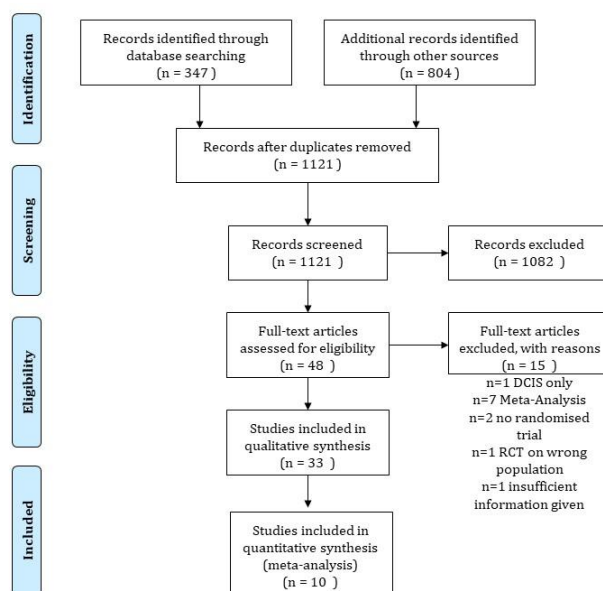 Identification
Records identified through
database searching
(n = 347 )
Additional records identified
through other sources
(n = 804 )
Records after duplicates removed
(n = 1121 )
Screening
Records screened
(n = 1121 )
Records excluded
(n = 1082 )
Eligibility
Full-text articles
assessed for eligibility
(n = 48 )
Full-text articles
excluded, with reasons
(n = 15 )
n=1 DCIS only
n=7 Meta-Analysis
n=2 no randomised
trial
n=1 RCT on wrong
population
n=1 insufficient
information given
Studies included in
qualitative synthesis
(n = 33 )
Included
Studies included in
quantitative synthesis
(meta-analysis)
(n = 10 )